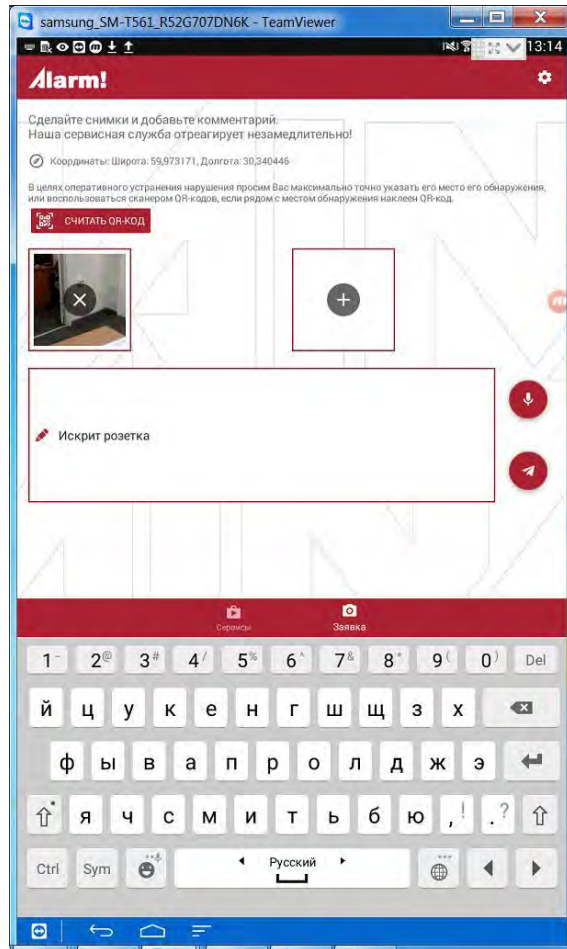 samsung_SM-T561_R52G707DN6K - TeamViewer
13:14
Alarm!
Сделайте снимки и добавьте комментарий.
Наша сервисная служба отреагирует незамедлительно!
Координаты: Широта: 59,973171, Долгота: 30,340446
В целях оперативного устранения нарушения просим Вас максимально точно указать его место его обнаружения,
или воспользоваться сканером QR-кодов, если рядом с местом обнаружения наклеен QR-код.
СЧИТАТЬ QR-КОД
Искрит розетка
Сервисы Заявка
1 - 2 @ 3 # 4 / 5 % 6 ^ 7 & 8 * 9 ( 0 ) Del
й ц у к е н г ш щ з х
ф ы в а п р о л д ж э
я ч с м и т ь б ю , ! . ?
Ctrl Sym Русский